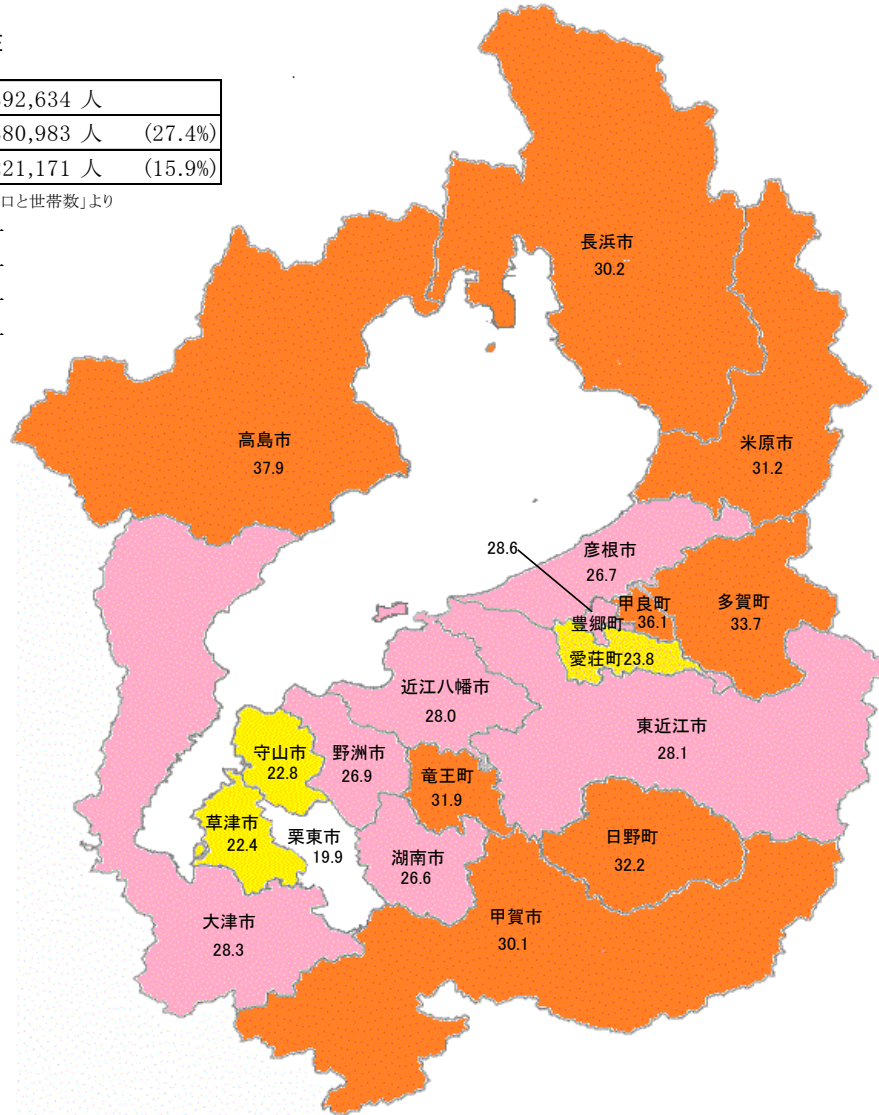 92,634 人
80,983 人 (27.4%)
21,171 人 (15.9%)
口と世帯数」より
長浜市
30.2
高島市
37.9
米原市
31.2
28.6
彦根市
26.7
甲良町
36.1
多賀町
33.7
豊郷町
愛荘町23.8
近江八幡市
28.0
東近江市
28.1
守山市
22.8
野洲市
26.9
竜王町
31.9
草津市
22.4
栗東市
19.9
湖南市
26.6
日野町
32.2
大津市
28.3
甲賀市
30.1